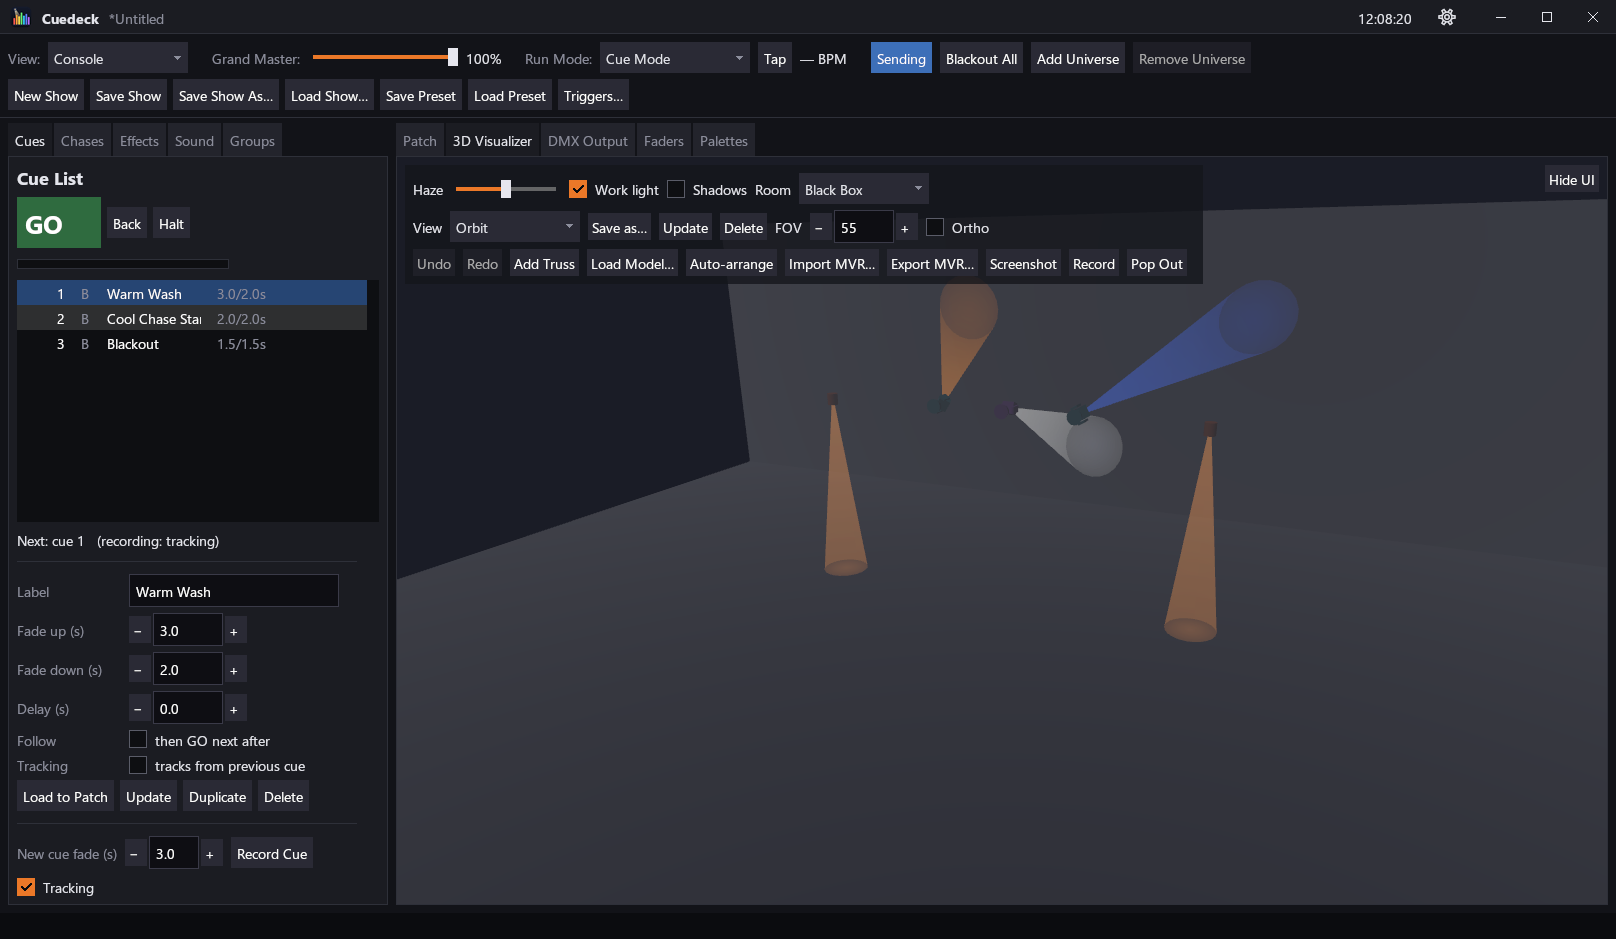 Cuedeck *Untitled 12:08:20
View: Console Grand Master: 100% Run Mode: Cue Mode Tap — BPM Sending Blackout All Add Universe Remove Universe
New Show Save Show Save Show As... Load Show... Save Preset Load Preset Triggers...
Cues Chases Effects Sound Groups
Cue List
GO Back Halt
1 B Warm Wash 3.0/2.0s
2 B Cool Chase Star 2.0/2.0s
3 B Blackout 1.5/1.5s
Next: cue 1 (recording: tracking)
Label Warm Wash
Fade up (s) – 3.0 +
Fade down (s) – 2.0 +
Delay (s) – 0.0 +
Follow then GO next after
Tracking tracks from previous cue
Load to Patch Update Duplicate Delete
New cue fade (s) – 3.0 + Record Cue
Tracking
Patch 3D Visualizer DMX Output Faders Palettes
Haze Work light Shadows Room Black Box Hide UI
View Orbit Save as... Update Delete FOV – 55 + Ortho
Undo Redo Add Truss Load Model... Auto-arrange Import MVR... Export MVR... Screenshot Record Pop Out